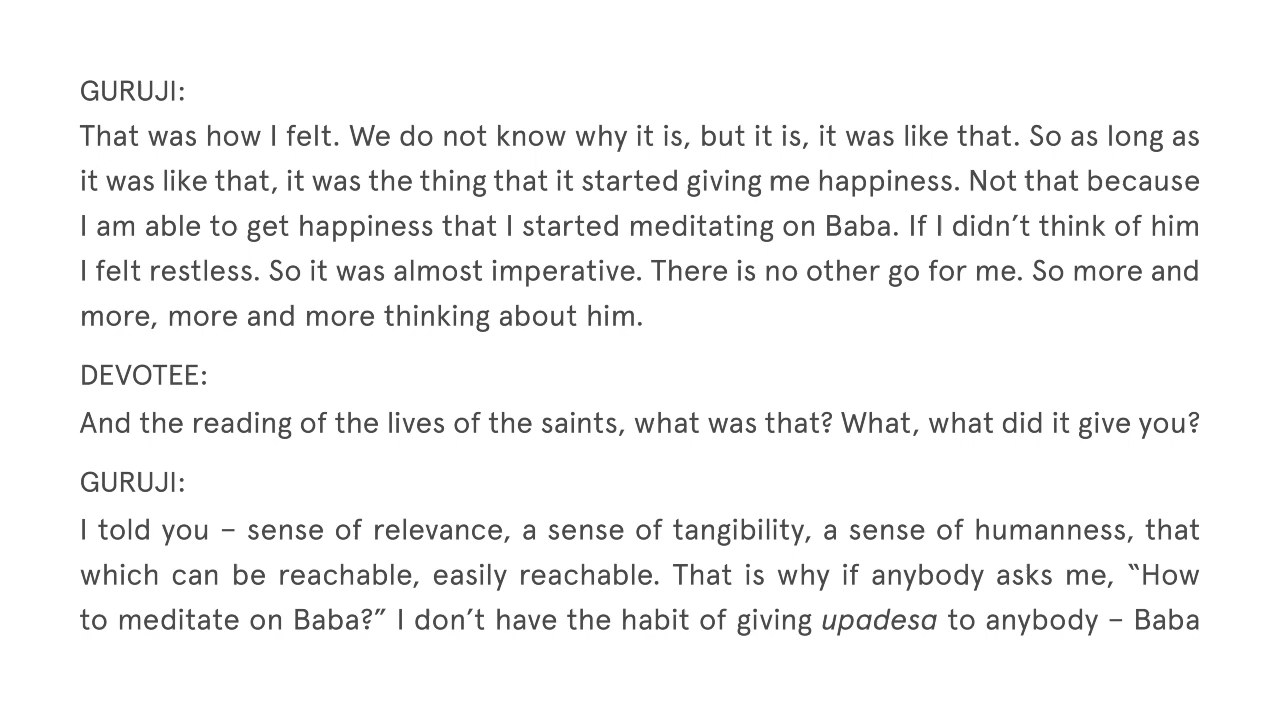 GURUJI:
That was how I felt. We do not know why it is, but it is, it was like that. So as long as
it was like that, it was the thing that it started giving me happiness. Not that because
I am able to get happiness that I started meditating on Baba. If I didn’t think of him
I felt restless. So it was almost imperative. There is no other go for me. So more and
more, more and more thinking about him.
DEVOTEE:
And the reading of the lives of the saints, what was that? What, what did it give you?
GURUJI:
I told you – sense of relevance, a sense of tangibility, a sense of humanness, that
which can be reachable, easily reachable. That is why if anybody asks me, “How
to meditate on Baba?” I don’t have the habit of giving upadesa to anybody – Baba